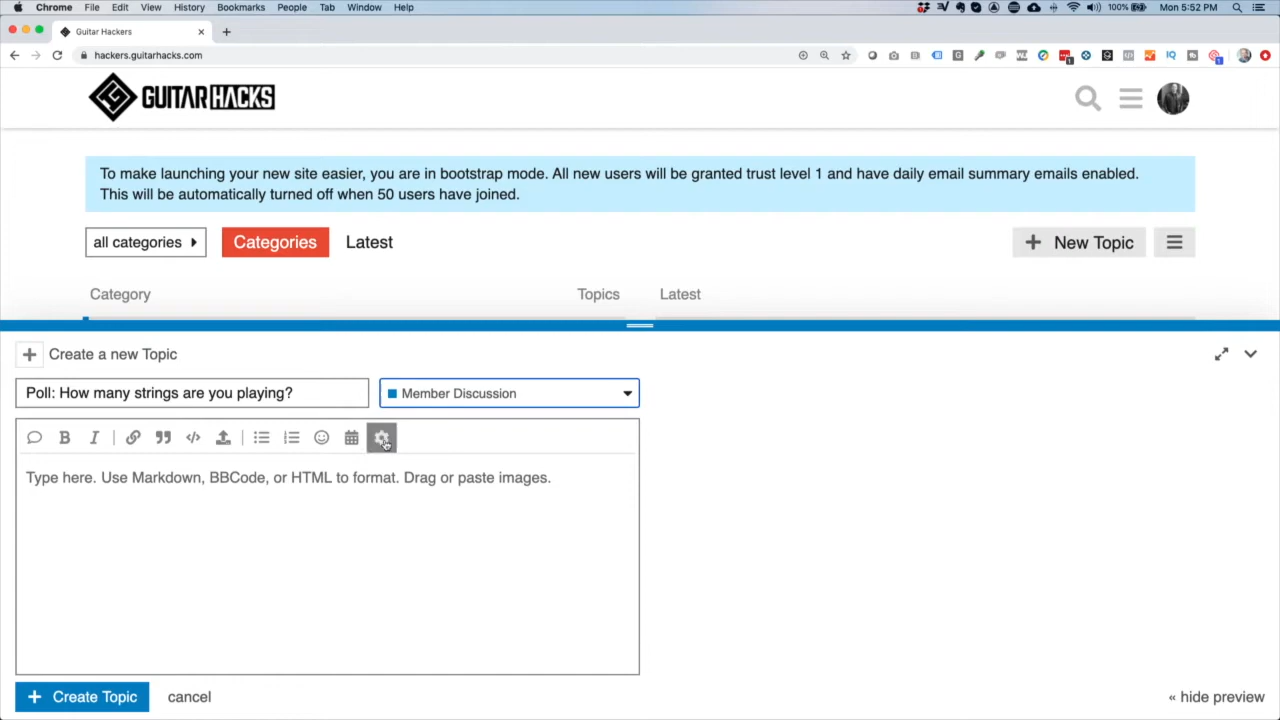 Chrome File Edit View History Bookmarks People Tab Window Help 100% Mon 5:52 PM
Guitar Hackers
hackers.guitarhacks.com
GUITARHACKS
To make launching your new site easier, you are in bootstrap mode. All new users will be granted trust level 1 and have daily email summary emails enabled.
This will be automatically turned off when 50 users have joined.
all categories Categories Latest New Topic
Category Topics Latest
Create a new Topic
Poll: How many strings are you playing? Member Discussion
B I
Type here. Use Markdown, BBCode, or HTML to format. Drag or paste images.
Create Topic cancel « hide preview